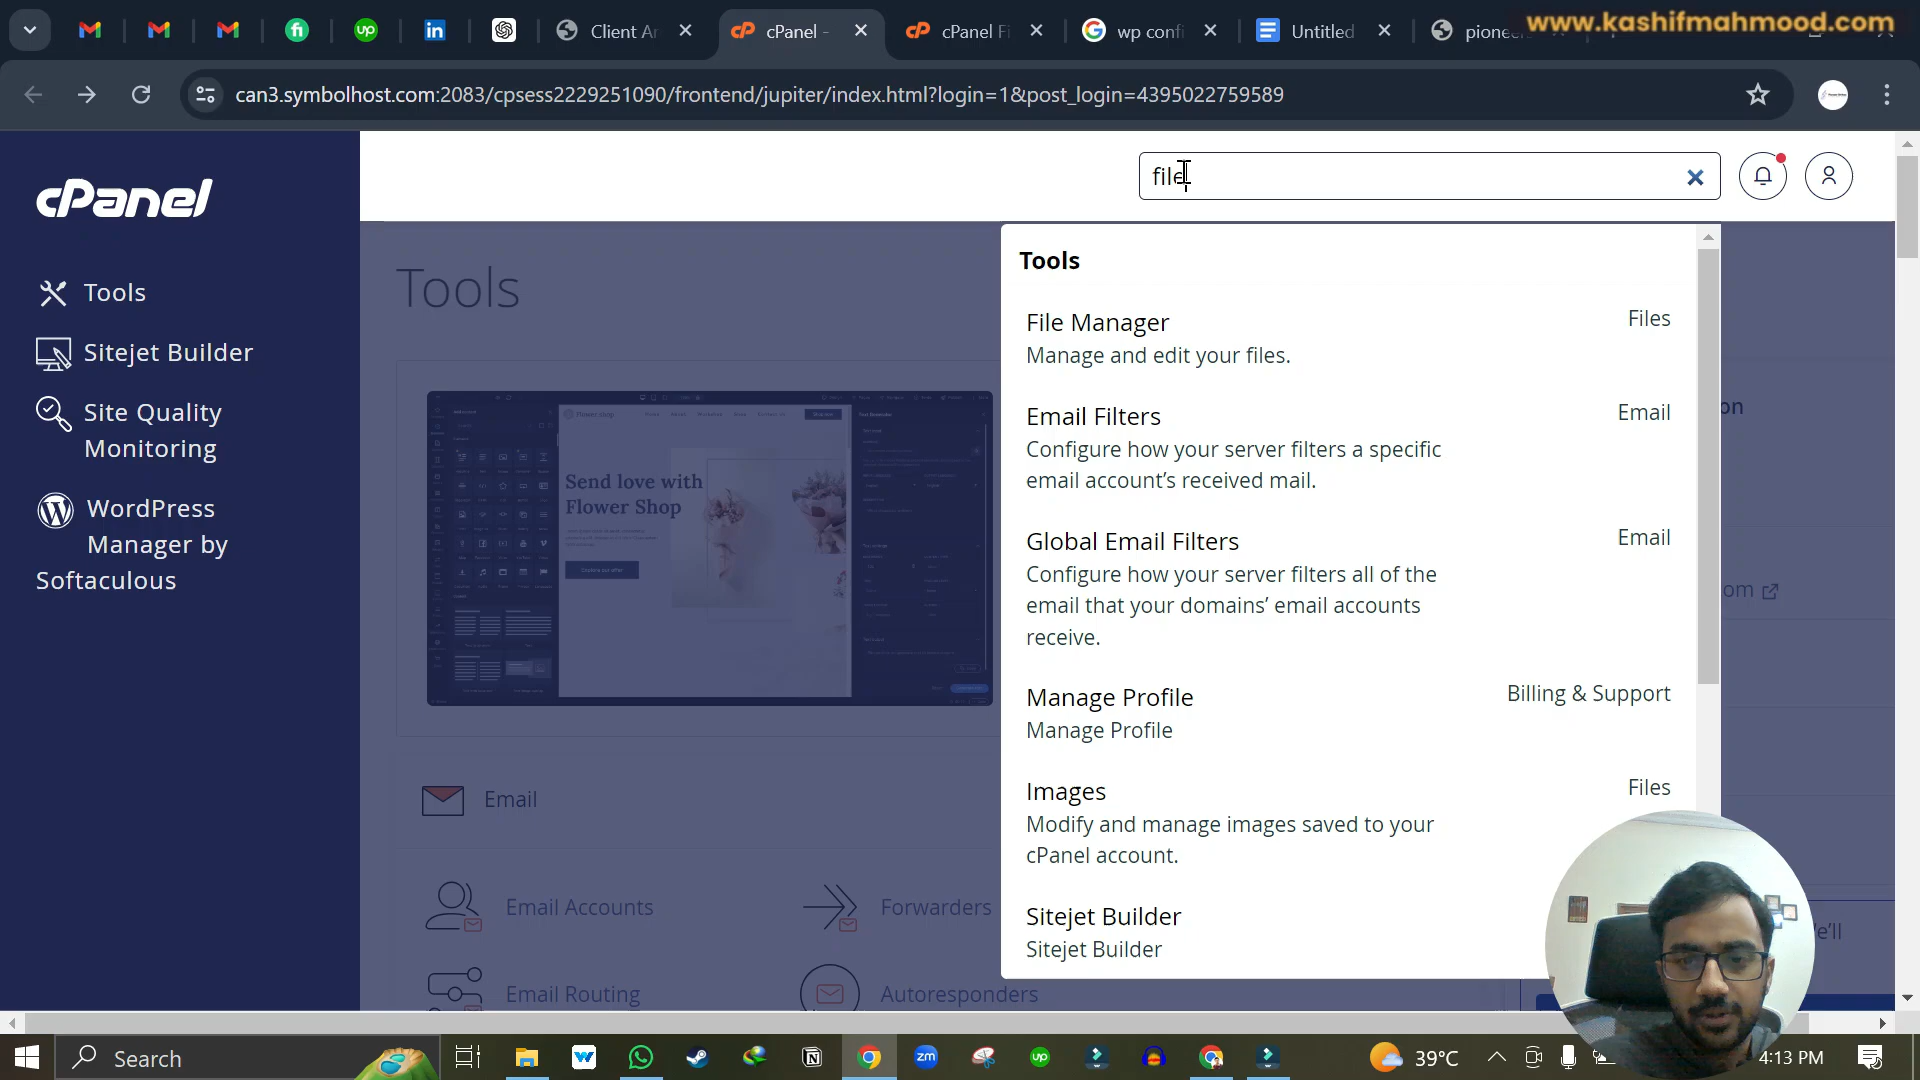 Client Ar
cPanel -
cPanel Fi
wp confi
Untitled
pionee
www.kashifmahmood.com
can3.symbolhost.com:2083/cpsess2229251090/frontend/jupiter/index.html?login=1&post_login=4395022759589
cPanel
file
Tools
Sitejet Builder
Site Quality
Monitoring
WordPress
Manager by
Softaculous
Tools
Send love with
Flower Shop
Email
Email Accounts
Forwarders
Email Routing
Autoresponders
Tools
File Manager
Files
Manage and edit your files.
Email Filters
Email
Configure how your server filters a specific
email account’s received mail.
Global Email Filters
Email
Configure how your server filters all of the
email that your domains’ email accounts
receive.
Manage Profile
Billing & Support
Manage Profile
Images
Files
Modify and manage images saved to your
cPanel account.
Sitejet Builder
Sitejet Builder
on
om
e'll
Search
39°C
4:13 PM